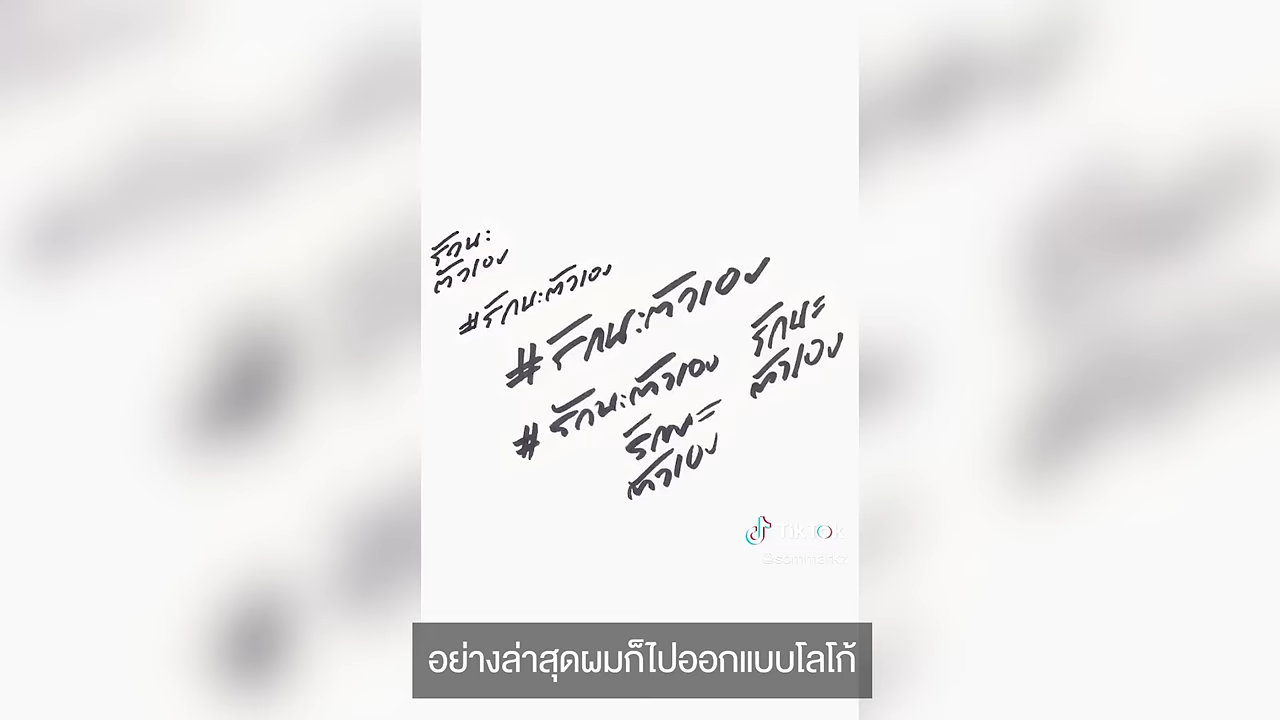 รักนะ
ตัวเอง
#รักนะตัวเอง
#รักนะตัวเอง
รักนะ
ตัวเอง
#รักนะตัวเอง
รักนะ
ตัวเอง
TikTok
อย่างล่าสุดผมก็ไปออกแบบโลโก้